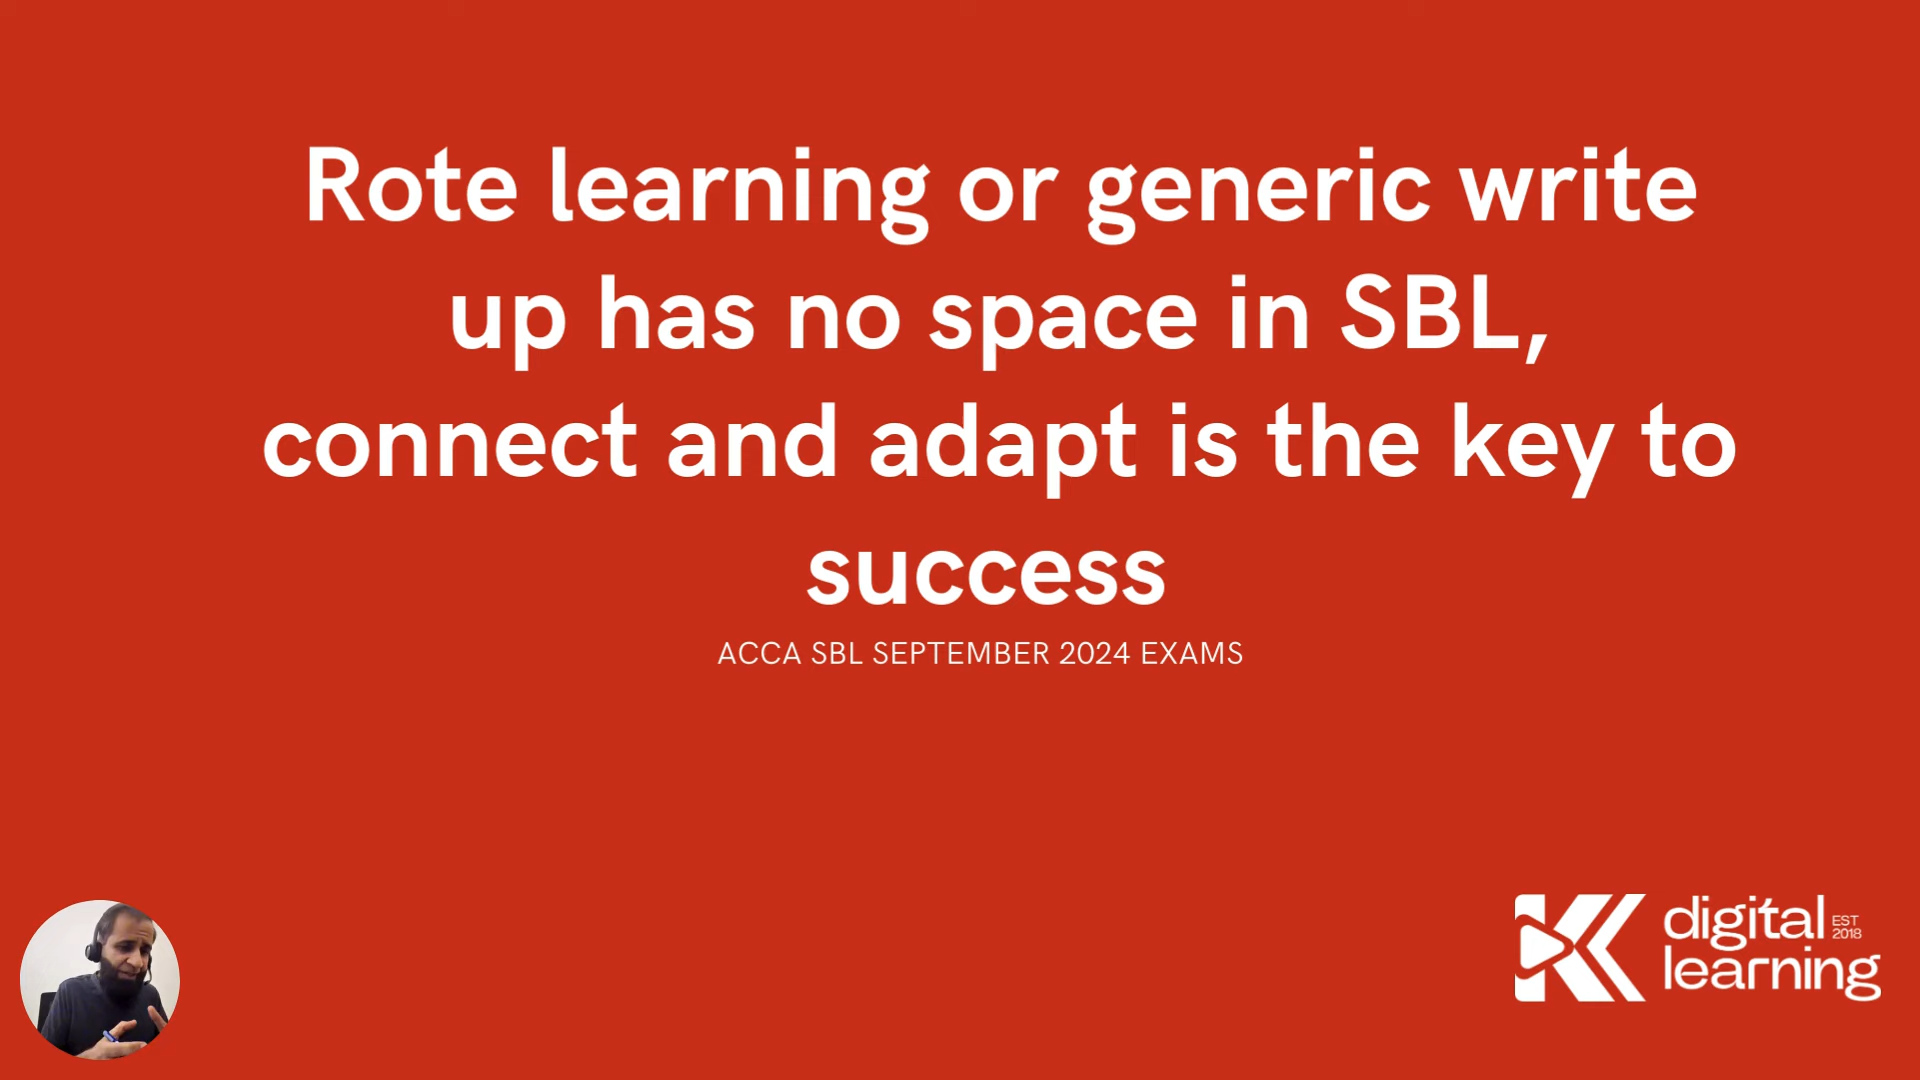 Rote learning or generic write
up has no space in SBL,
connect and adapt is the key to
success
ACCA SBL SEPTEMBER 2024 EXAMS
K digital EST
2018
learning